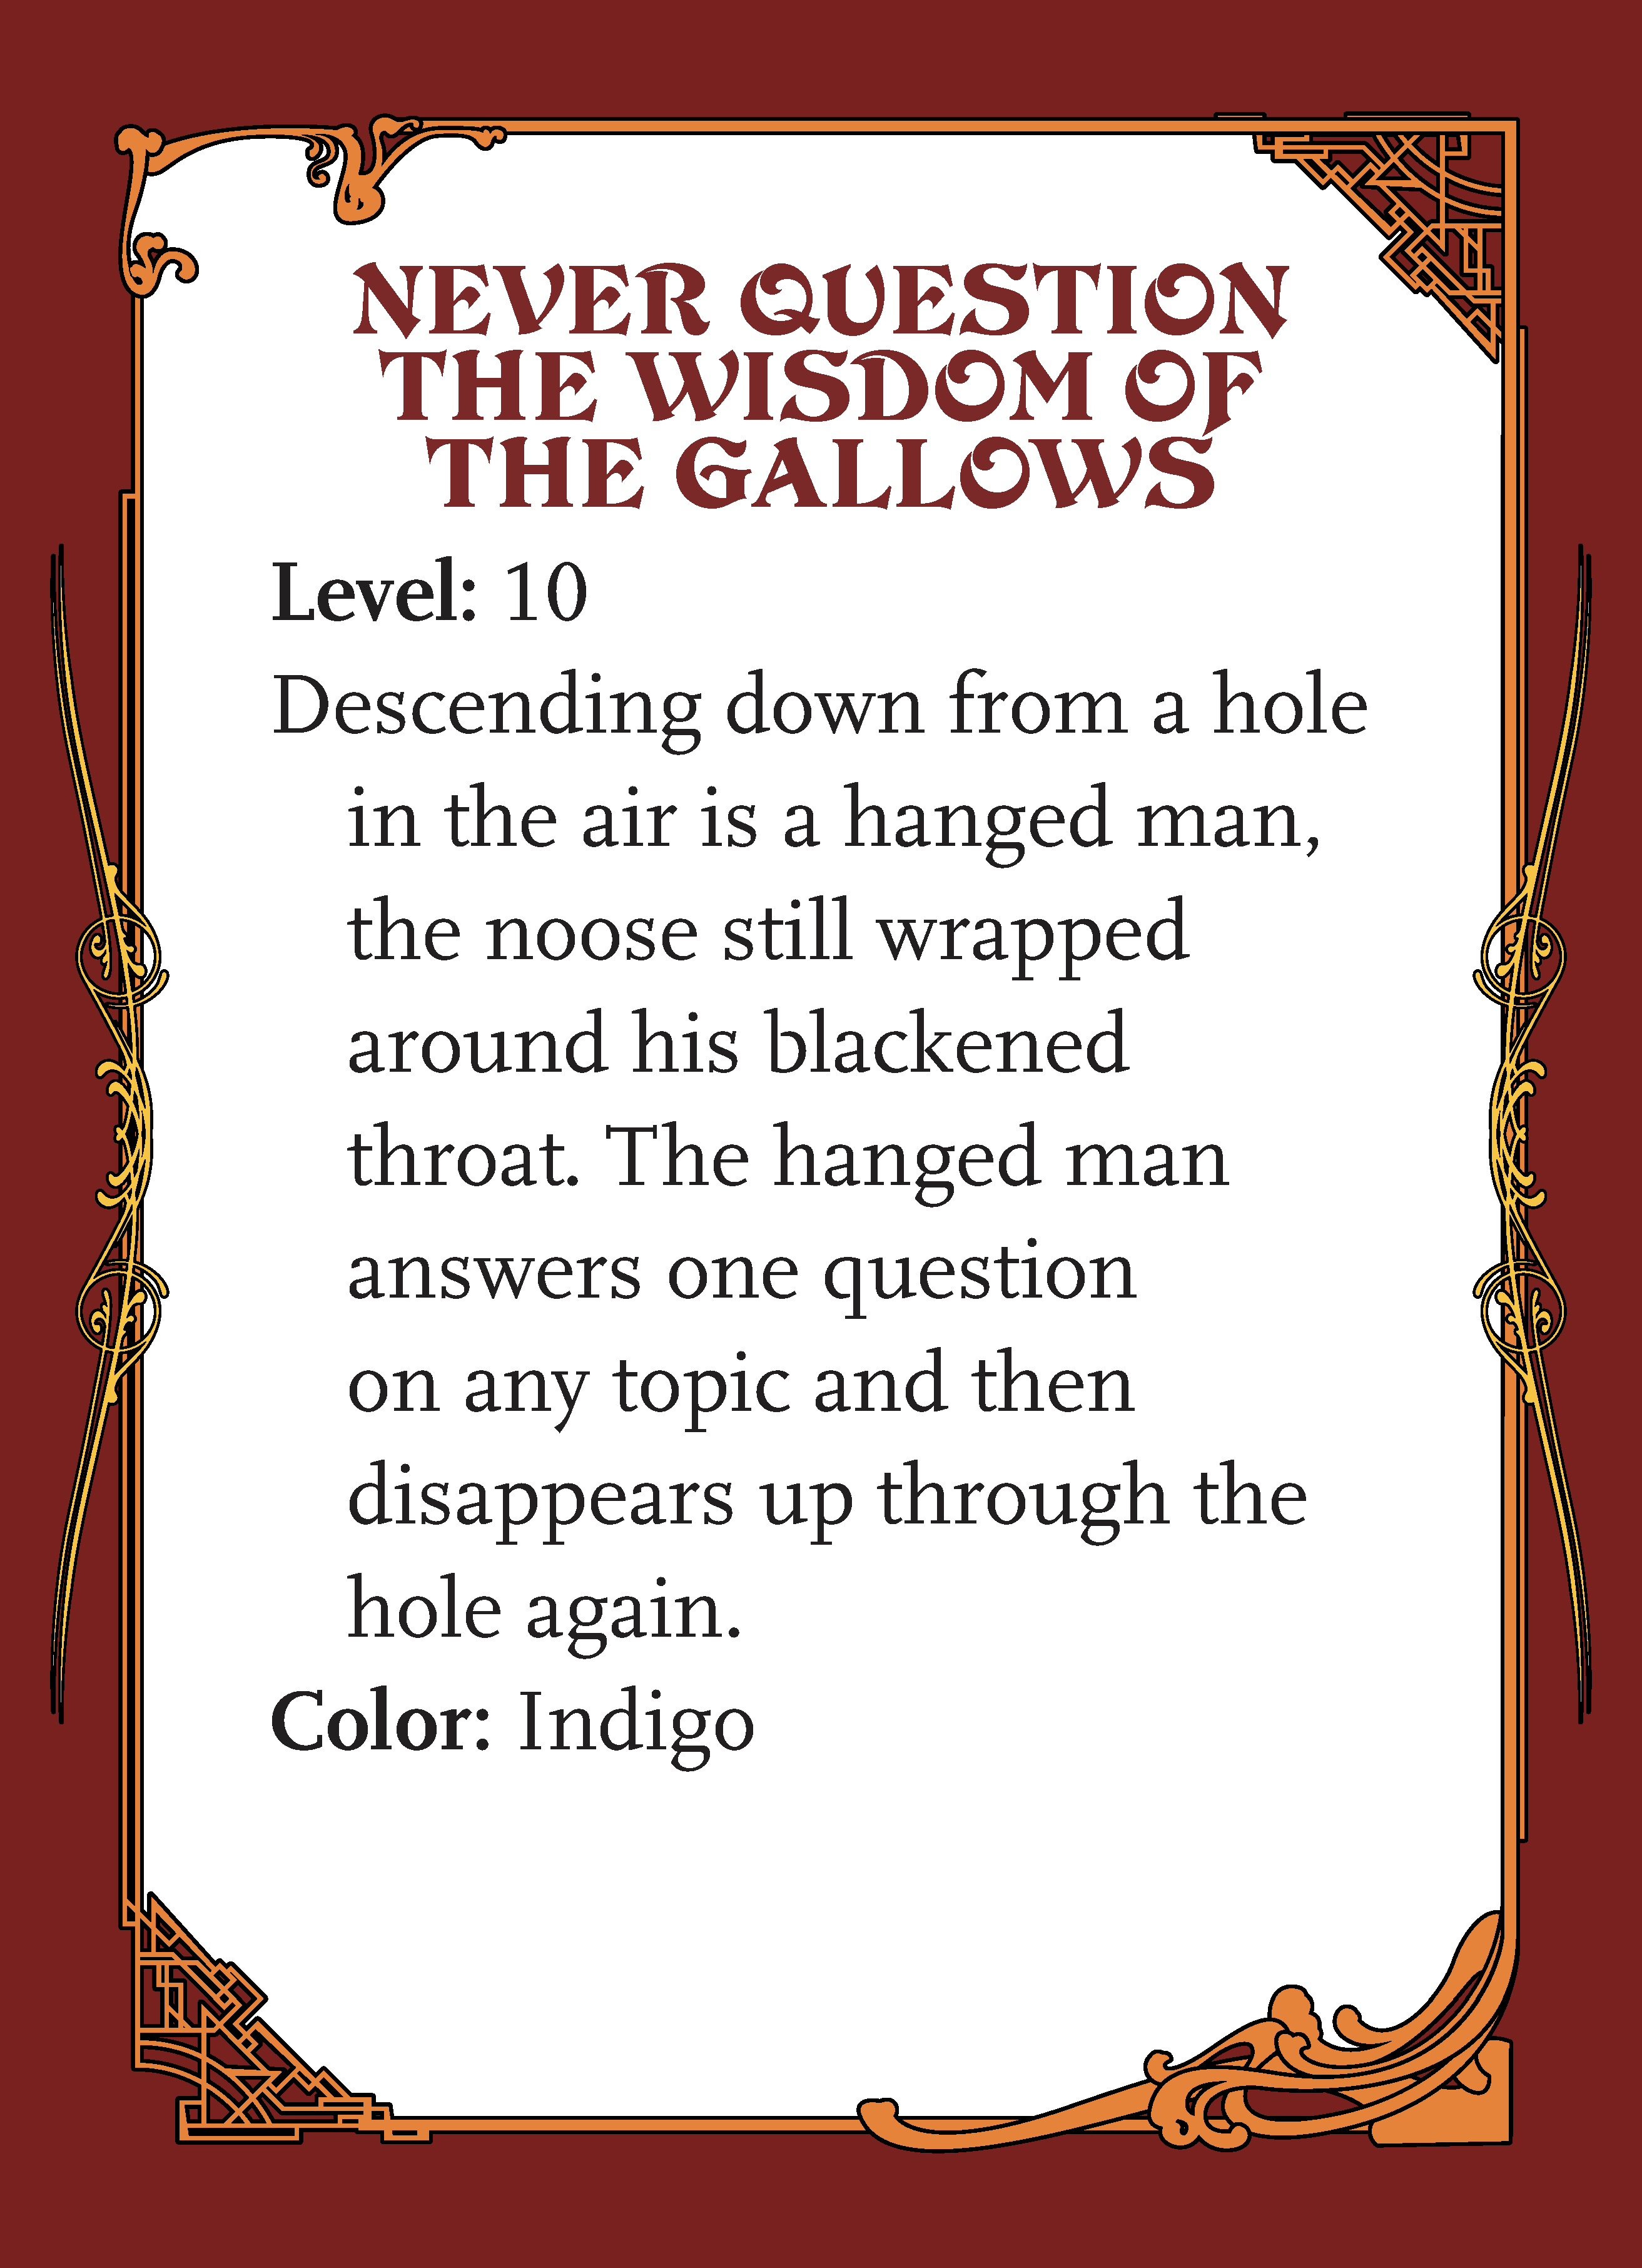 NEVER QUESTION
THE WISDOM OF
THE GALLOWS
Level: 10
Descending down from a hole
in the air is a hanged man,
the noose still wrapped
around his blackened
throat. The hanged man
answers one question
on any topic and then
disappears up through the
hole again.
Color: Indigo